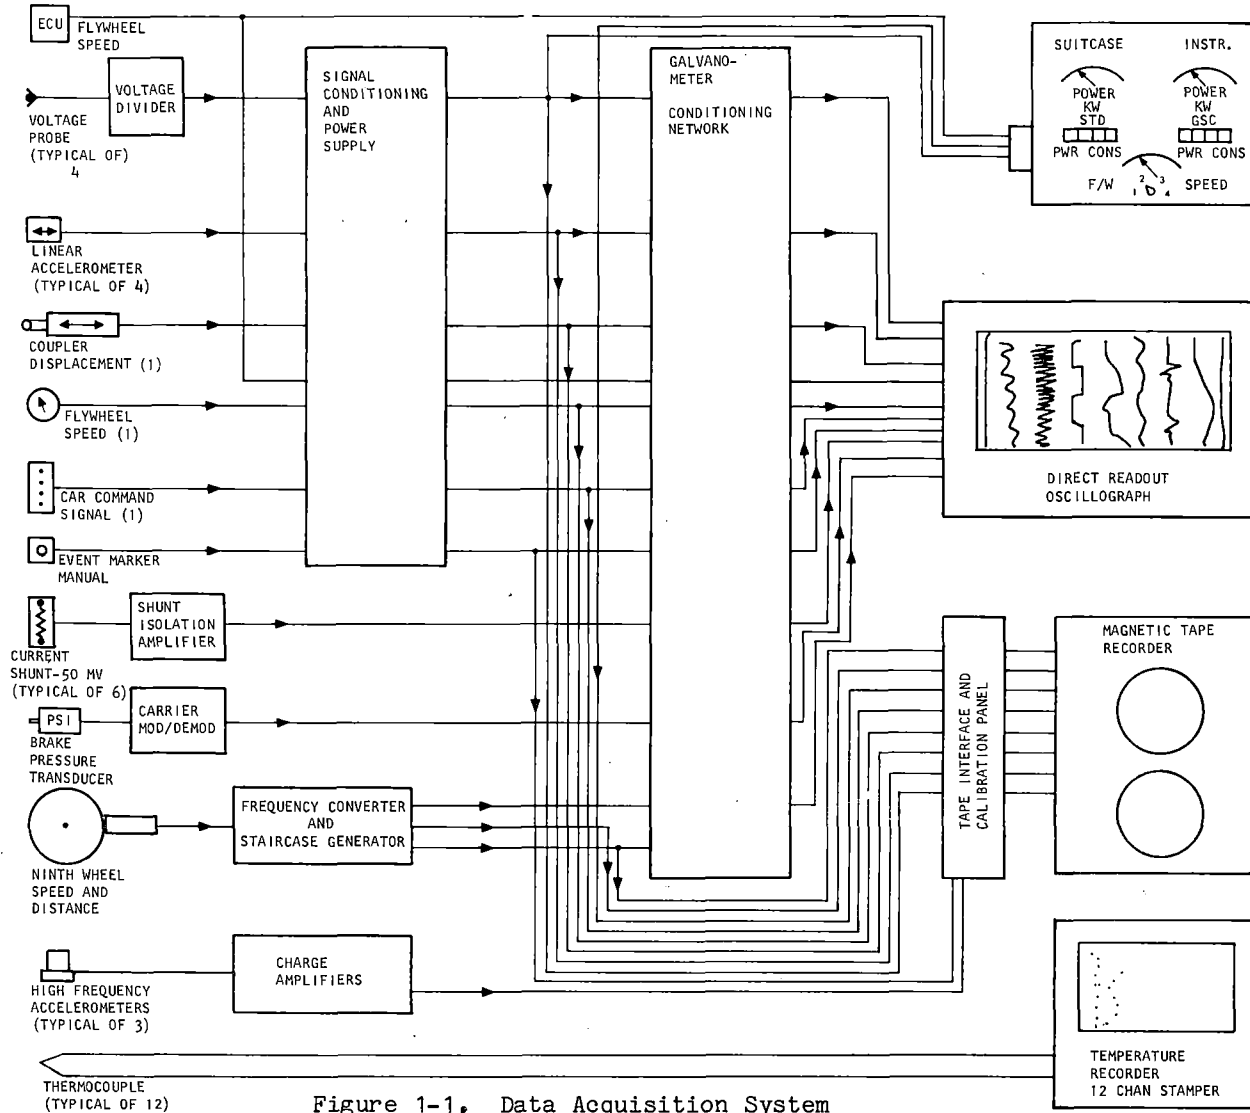 ECU
FLYWHEEL
SPEED
VOLTAGE
DIVIDER
VOLTAGE
PROBE
(TYPICAL OF)
4
LINEAR
ACCELEROMETER
(TYPICAL OF 4)
COUPLER
DISPLACEMENT (1)
FLYWHEEL
SPEED (1)
CAR COMMAND
SIGNAL (1)
EVENT MARKER
MANUAL
CURRENT
SHUNT-50 MV
(TYPICAL OF 6)
SHUNT
ISOLATION
AMPLIFIER
PSI
BRAKE
PRESSURE
TRANSDUCER
CARRIER
MOD/DEMOD
NINTH WHEEL
SPEED AND
DISTANCE
FREQUENCY CONVERTER
AND
STAIRCASE GENERATOR
HIGH FREQUENCY
ACCELEROMETERS
(TYPICAL OF 3)
CHARGE
AMPLIFIERS
THERMOCOUPLE
(TYPICAL OF 12)
SIGNAL
CONDITIONING
AND
POWER
SUPPLY
GALVANO-
METER
CONDITIONING
NETWORK
SUITCASE INSTR.
POWER
KW
STD
PWR CONS
POWER
KW
GSC
PWR CONS
F/W 1 2 3 4 SPEED
DIRECT READOUT
OSCILLOGRAPH
TAPE INTERFACE AND
CALIBRATION PANEL
MAGNETIC TAPE
RECORDER
TEMPERATURE
RECORDER
12 CHAN STAMPER
Figure 1-1. Data Acquisition System